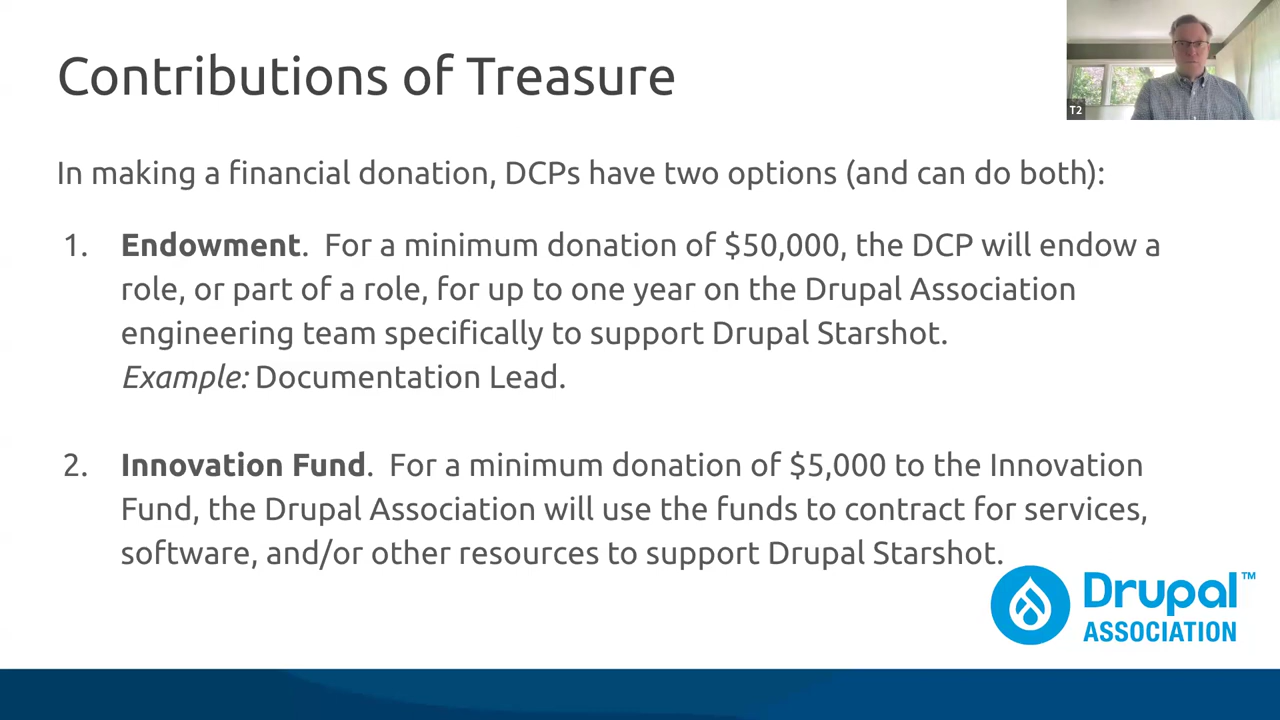 Contributions of Treasure
T2
In making a financial donation, DCPs have two options (and can do both):
1. Endowment. For a minimum donation of $50,000, the DCP will endow a
role, or part of a role, for up to one year on the Drupal Association
engineering team specifically to support Drupal Starshot.
Example: Documentation Lead.
2. Innovation Fund. For a minimum donation of $5,000 to the Innovation
Fund, the Drupal Association will use the funds to contract for services,
software, and/or other resources to support Drupal Starshot.
Drupal™
ASSOCIATION